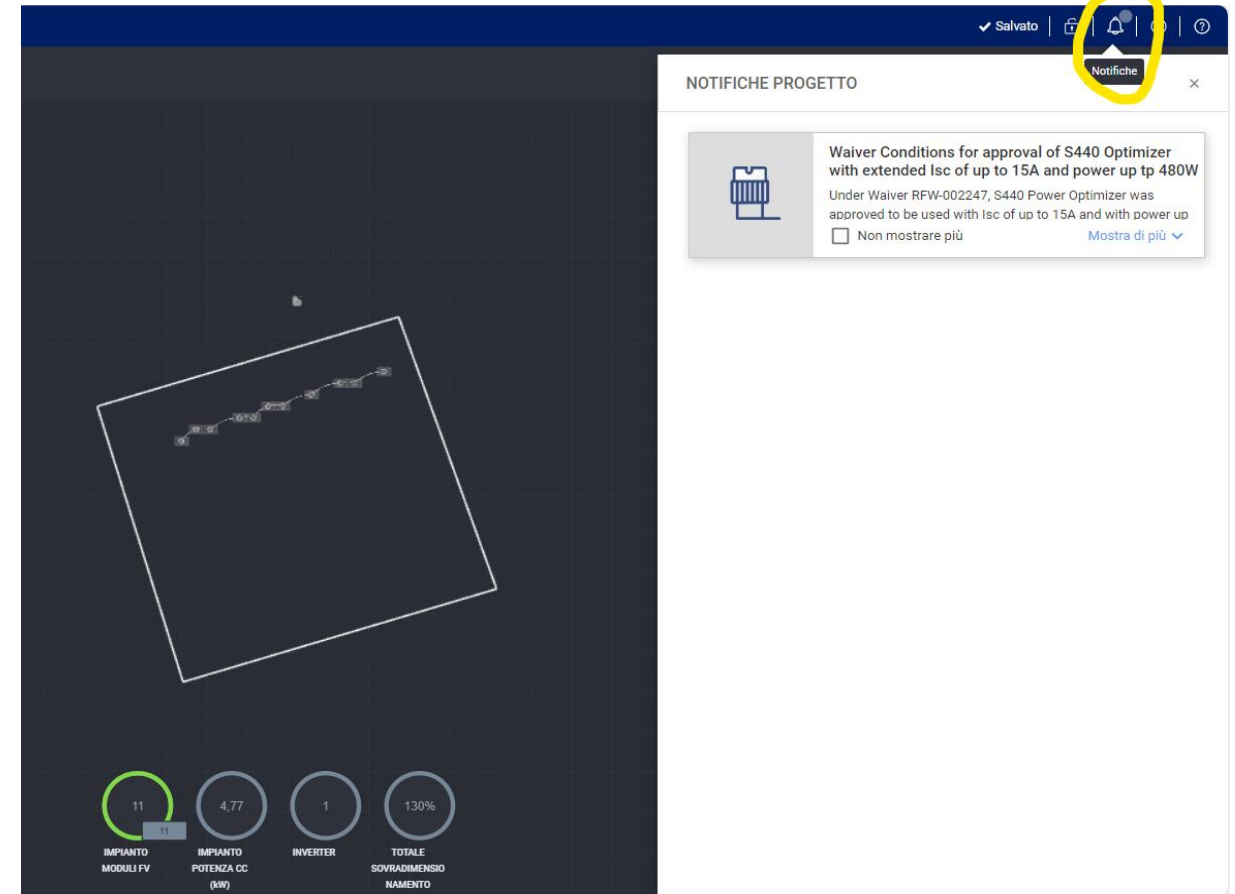 Salvato
Notifiche
NOTIFICHE PROGETTO
Waiver Conditions for approval of S440 Optimizer
with extended Isc of up to 15A and power up tp 480W
Under Waiver RFW-002247, S440 Power Optimizer was
approved to be used with Isc of up to 15A and with power up
Non mostrare più
Mostra di più
11
11
IMPIANTO
MODULI FV
4,77
IMPIANTO
POTENZA CC
(kW)
1
INVERTER
130%
TOTALE
SOVRADIMENSIO
NAMENTO